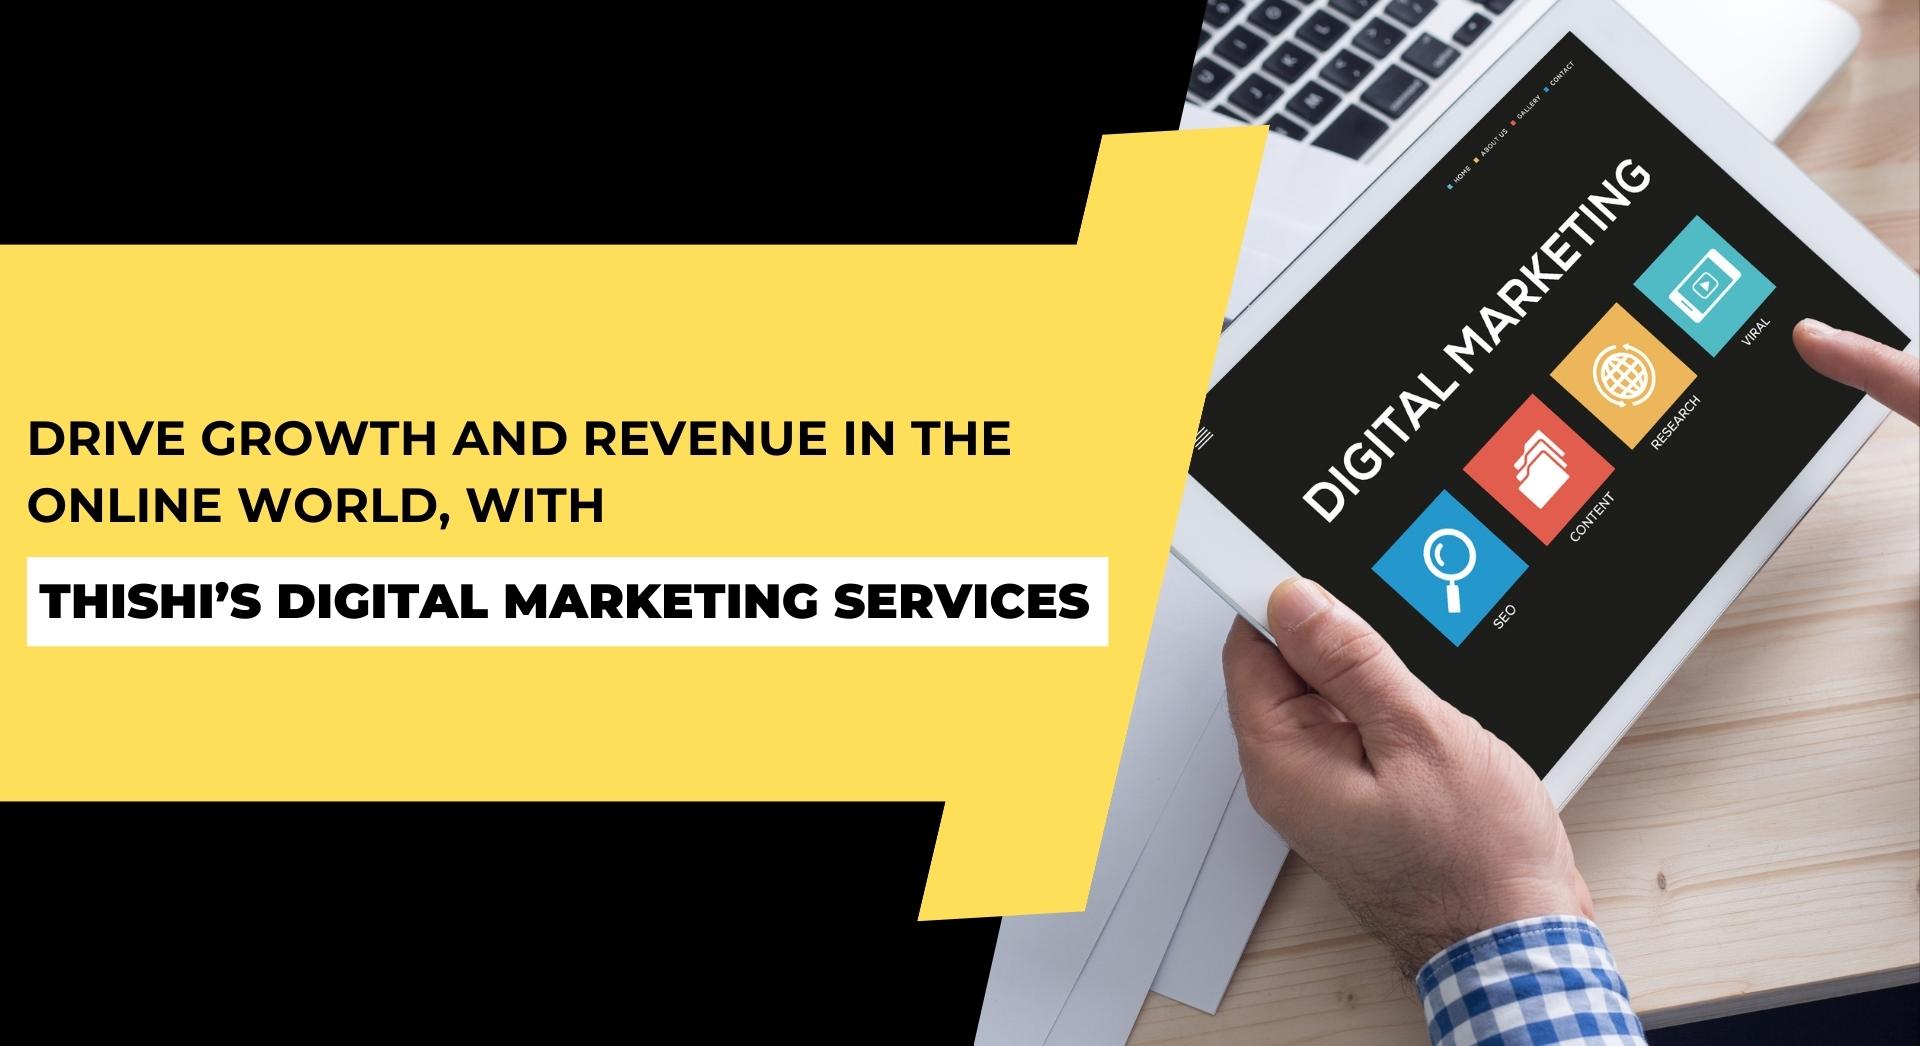 DRIVE GROWTH AND REVENUE IN THE
ONLINE WORLD, WITH
THISHI’S DIGITAL MARKETING SERVICES
HOME ABOUT US GALLERY CONTACT
DIGITAL MARKETING
SEO CONTENT RESEARCH VIRAL